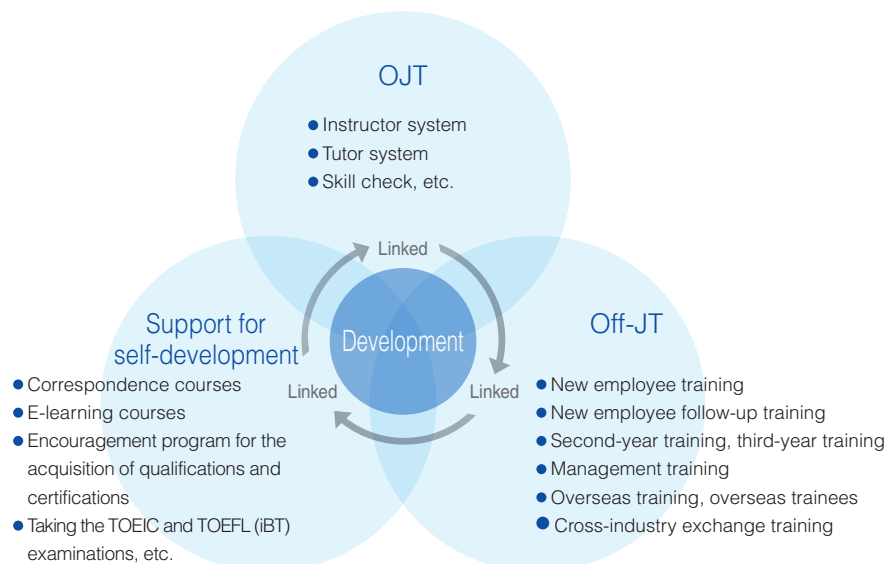 OJT
● Instructor system
● Tutor system
● Skill check, etc.
Linked
Development
Linked
Linked
Support for
self-development
● Correspondence courses
● E-learning courses
● Encouragement program for the
acquisition of qualifications and
certifications
● Taking the TOEIC and TOEFL (iBT)
examinations, etc.
Off-JT
● New employee training
● New employee follow-up training
● Second-year training, third-year training
● Management training
● Overseas training, overseas trainees
● Cross-industry exchange training